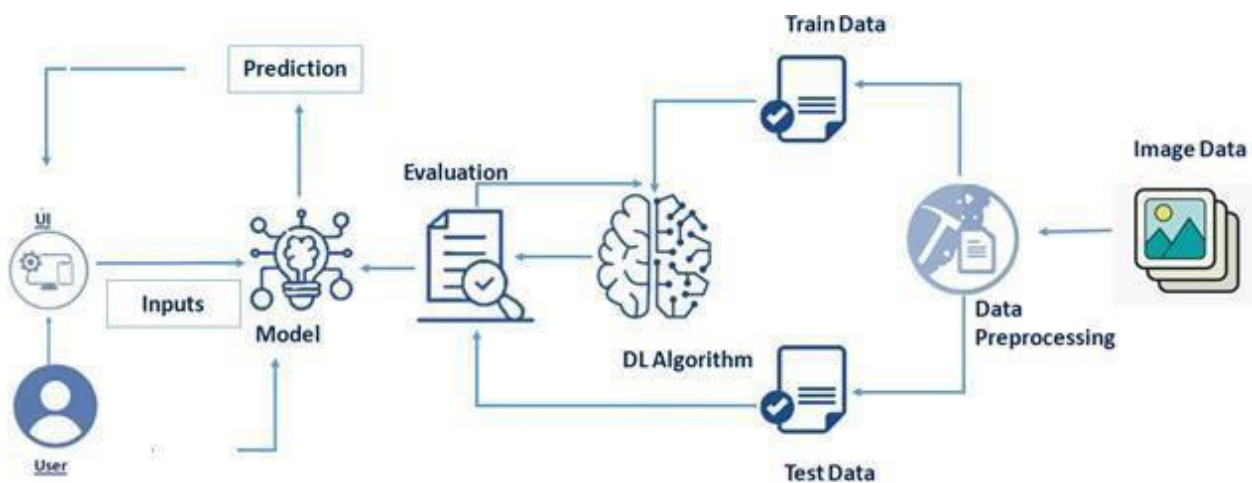 Train Data
Prediction
Image Data
Evaluation
UI
Inputs
Model
Data
Preprocessing
DL Algorithm
User
Test Data